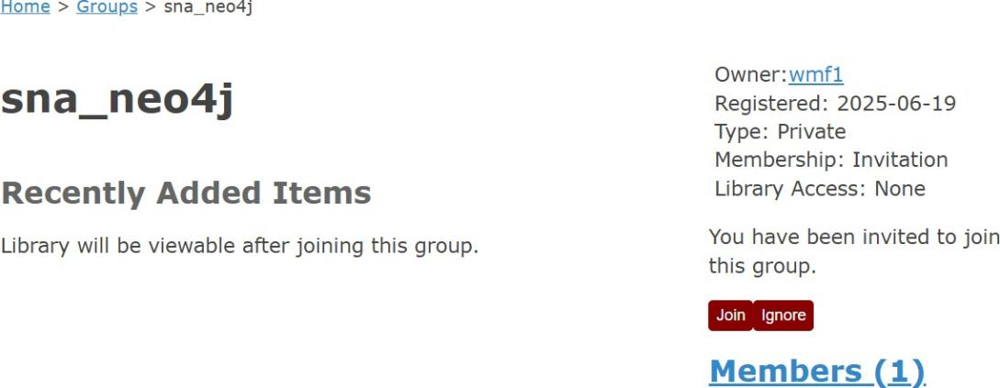 Home > Groups > sna_neo4j
sna_neo4j
Recently Added Items
Library will be viewable after joining this group.
Owner:wmf1
Registered: 2025-06-19
Type: Private
Membership: Invitation
Library Access: None
You have been invited to join
this group.
Join Ignore
Members (1)